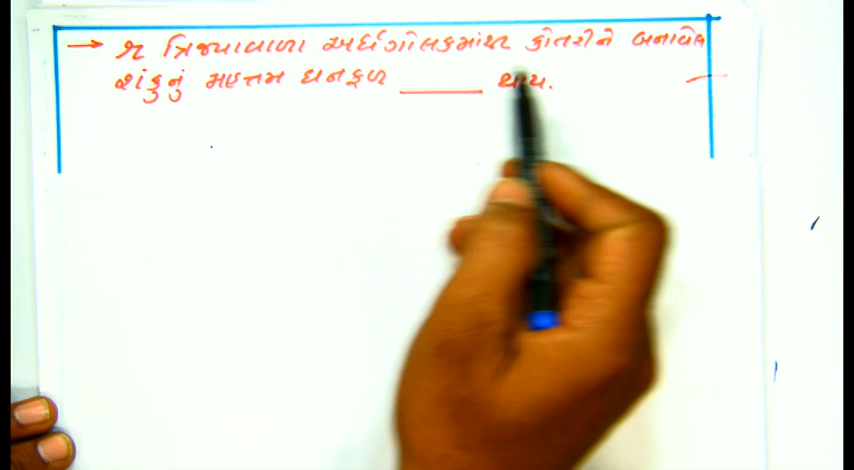 → r ત્રિજ્યાવાળા અર્ધગોલકમાંથી કોતરીને બનાવેલ
શંકુનું મહત્તમ ઘનફળ ______ થાય.